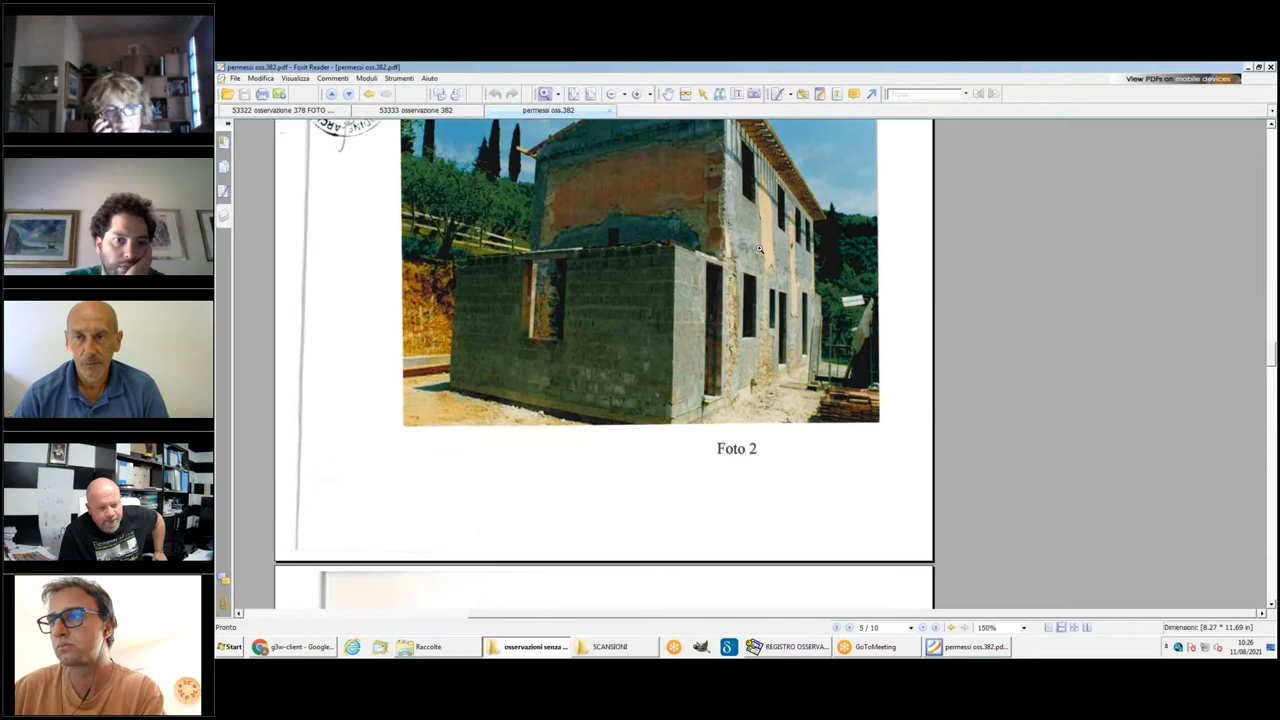 permessi oss.382.pdf - Foxit Reader - [permessi oss.382.pdf]
File Modifica Visualizza Commenti Moduli Strumenti Aiuto
View PDFs on mobile devices
Trova
53322 osservazione 378 FOTO ... 53333 osservazione 382 permessi oss.382
Foto 2
Pronto
5 / 10
150%
Dimensioni: [8.27 * 11.69 in]
Start
g3w-client - Google...
Raccolte
osservazioni senza ...
SCANSIONI
REGISTRO OSSERVA...
GoToMeeting
permessi oss.382.pd...
10:26
11/08/2021